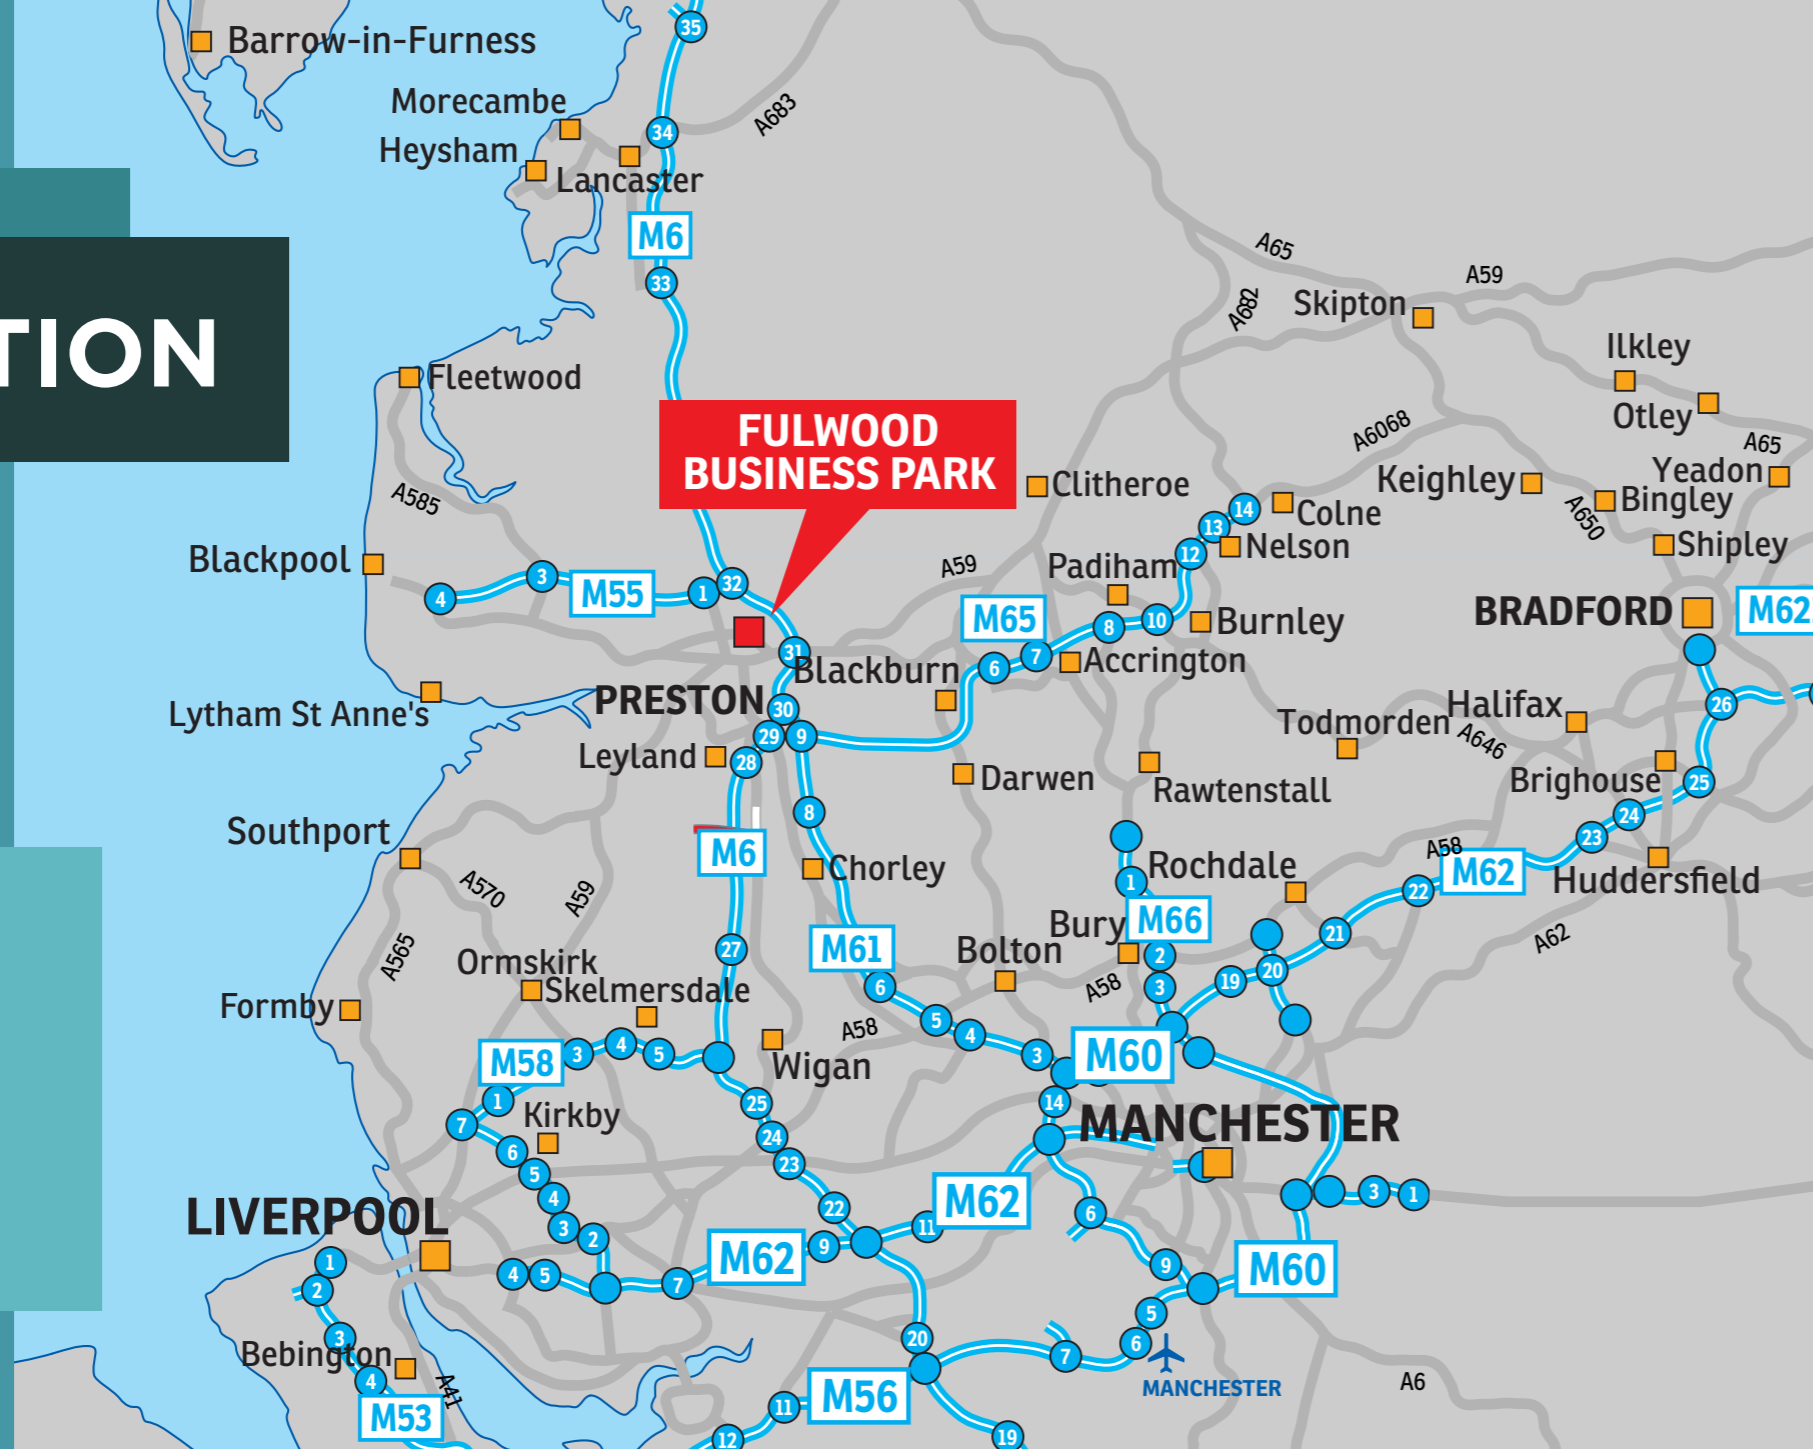 35
Barrow-in-Furness
Morecambe
A683
34
Heysham
Lancaster
M6
33
A65
A59
A682
Skipton
TION
Ilkley
Fleetwood
Otley
FULWOOD
BUSINESS PARK
A6068
A65
Yeadon
Clitheroe
Keighley
Bingley
A585
14
Colne
A650
13
Nelson
Shipley
12
Blackpool
A59
Padiham
3
32
4
M55
1
M65
BRADFORD
M62
8
10
Burnley
31
7
6
Accrington
Blackburn
PRESTON
30
Lytham St Anne's
26
Halifax
Todmorden
A646
29
9
Leyland
28
Darwen
Rawtenstall
Brighouse
25
8
24
Southport
23
M6
A58
Chorley
Rochdale
M62
Huddersfield
A570
A59
1
22
M66
Bury
21
A62
27
M61
Bolton
2
A565
Ormskirk
20
Skelmersdale
6
A58
3
19
Formby
5
A58
4
M58
3
4
5
3
M60
Wigan
1
25
14
Kirkby
MANCHESTER
7
24
6
23
5
4
M62
3
1
LIVERPOOL
22
6
3
2
11
9
M62
1
4
5
7
9
M60
2
5
3
20
6
Bebington
7
4
A41
MANCHESTER
A6
M53
M56
11
12
19